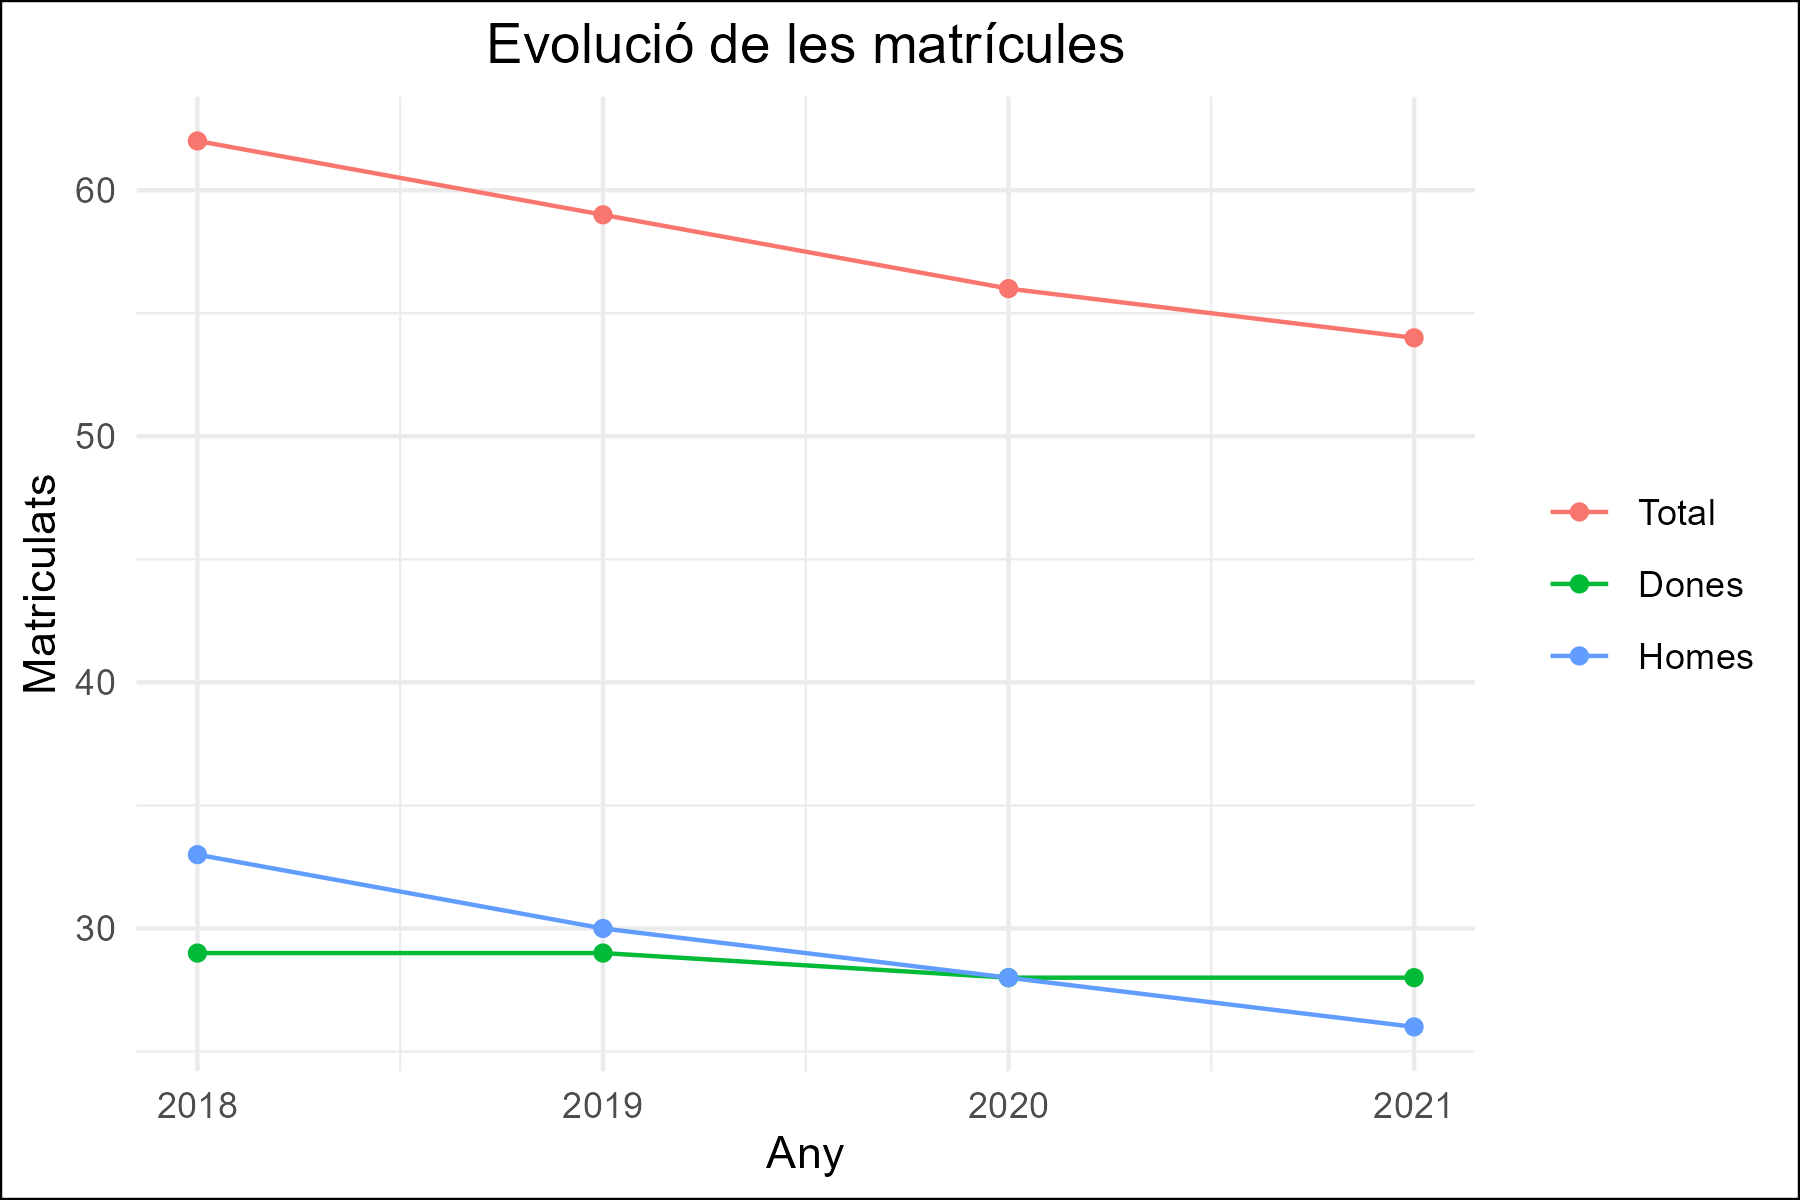 Evolució de les matrícules
Matriculats
60
50
40
30
2018
2019
2020
2021
Any
Total
Dones
Homes